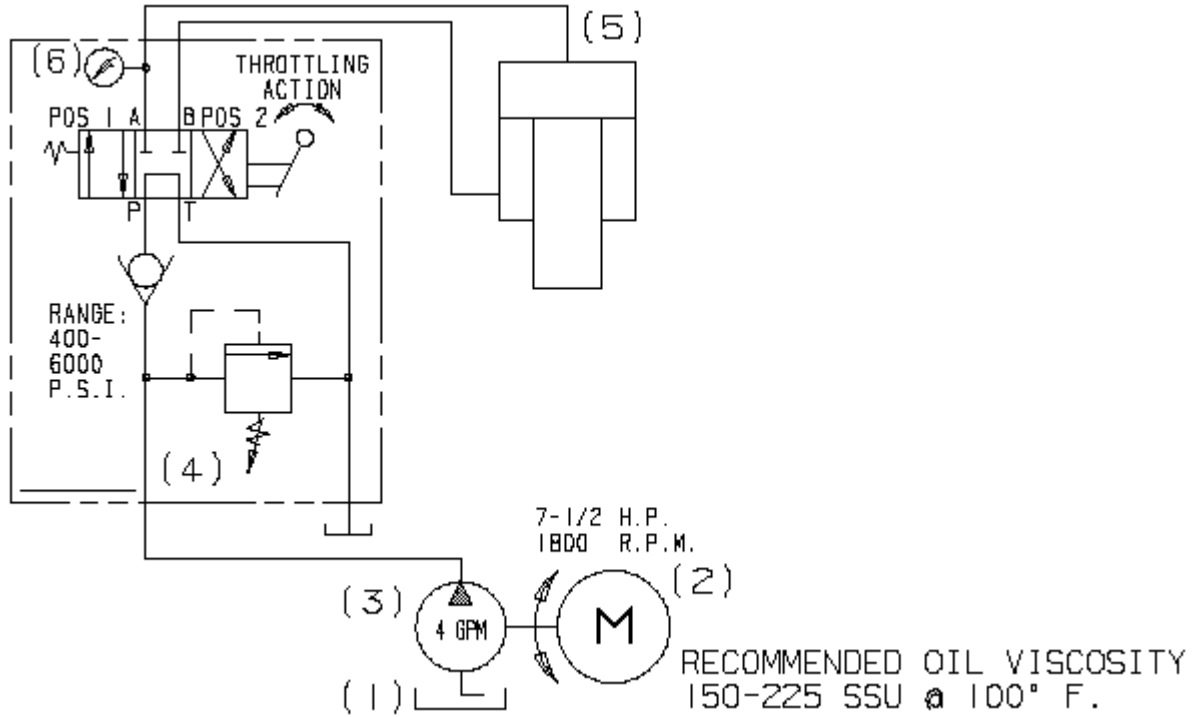 (5)
(6)
THROTTLING
ACTION
POS 1 A B POS 2
P T
RANGE:
400-
6000
P.S.I.
(4)
7-1/2 H.P.
1800 R.P.M.
(2)
(3)
4 GPM
M
(1)
RECOMMENDED OIL VISCOSITY
150-225 SSU @ 100° F.